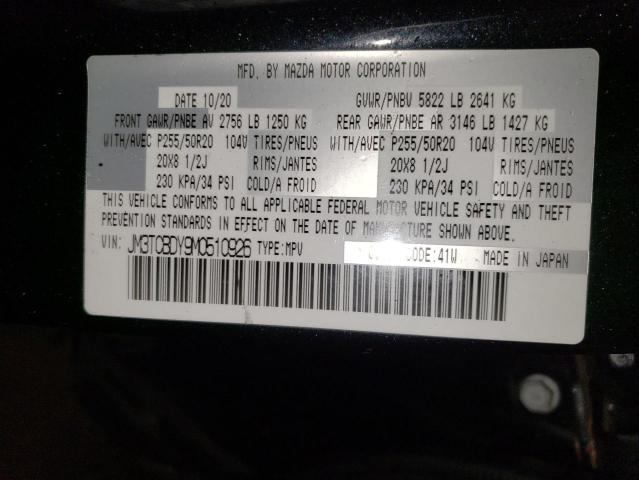 MFD. BY MAZDA MOTOR CORPORATION
DATE 10/20 GVWR/PNBV 5822 LB 2641 KG
FRONT GAWR/PNBE AV 2756 LB 1250 KG REAR GAWR/PNBE AR 3146 LB 1427 KG
WITH/AVEC P255/50R20 104V TIRES/PNEUS WITH/AVEC P255/50R20 104V TIRES/PNEUS
20X8 1/2J RIMS/JANTES 20X8 1/2J RIMS/JANTES
230 KPA/34 PSI COLD/A FROID 230 KPA/34 PSI COLD/A FROID
THIS VEHICLE CONFORMS TO ALL APPLICABLE FEDERAL MOTOR VEHICLE SAFETY AND THEFT
PREVENTION STANDARDS IN EFFECT ON THE DATE OF MANUFACTURE SHOWN ABOVE.
VIN: JM3TCBDY9M0510926 TYPE:MPV CODE:41W MADE IN JAPAN